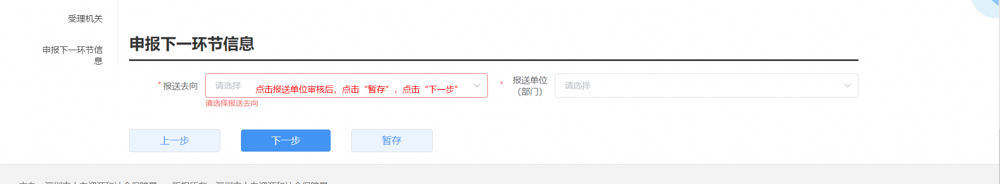 受理机关
申报下一环节信
息
申报下一环节信息
* 报送去向
请选择
点击报送单位审核后，点击“暂存”，点击“下一步”
请选择报送去向
* 报送单位
（部门）
请选择
上一步
下一步
暂存